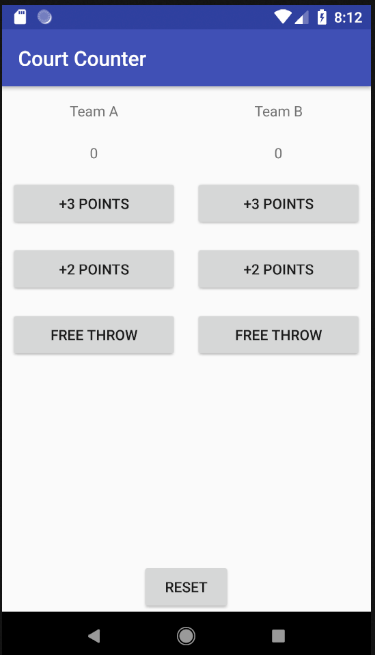 8:12
Court Counter
Team A Team B
0 0
+3 POINTS +3 POINTS
+2 POINTS +2 POINTS
FREE THROW FREE THROW
RESET